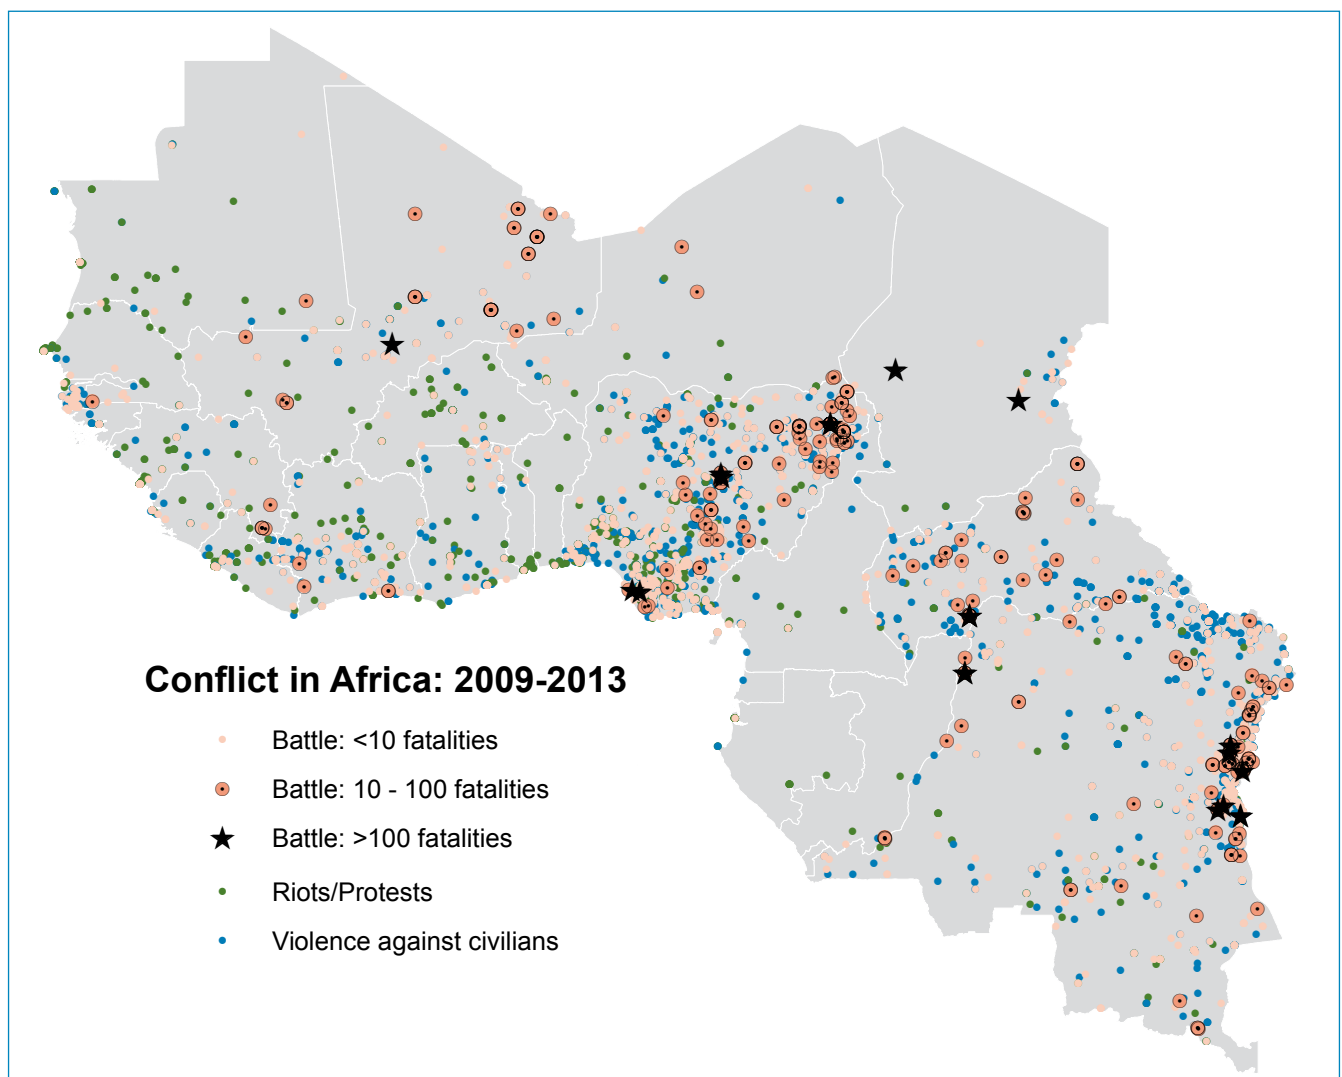 Conflict in Africa: 2009-2013
Battle: <10 fatalities
Battle: 10 - 100 fatalities
Battle: >100 fatalities
Riots/Protests
Violence against civilians